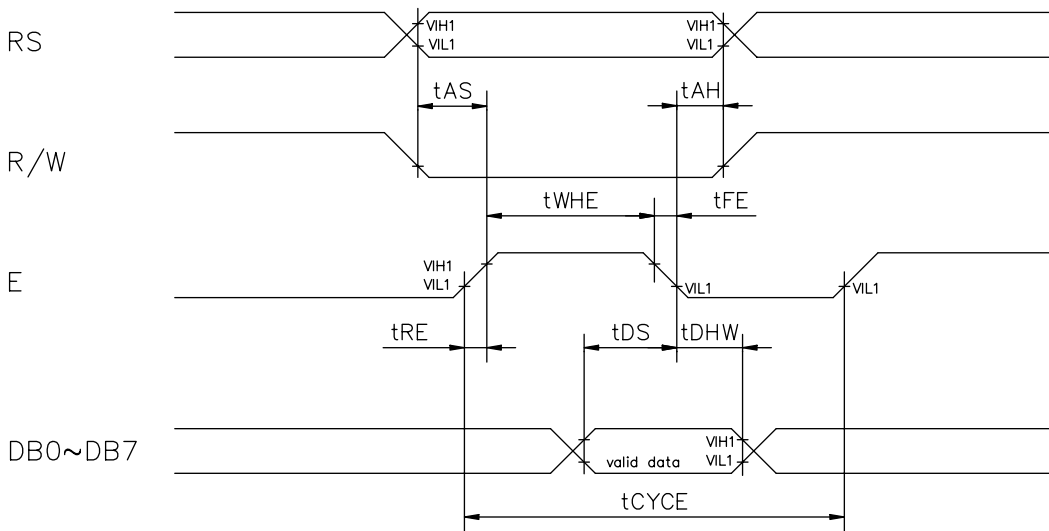 RS
VIH1
VIL1
VIH1
VIL1
tAS
tAH
R/W
tWHE
tFE
E
VIH1
VIL1
VIL1
VIL1
tRE
tDS
tDHW
DB0~DB7
valid data
VIH1
VIL1
tCYCE